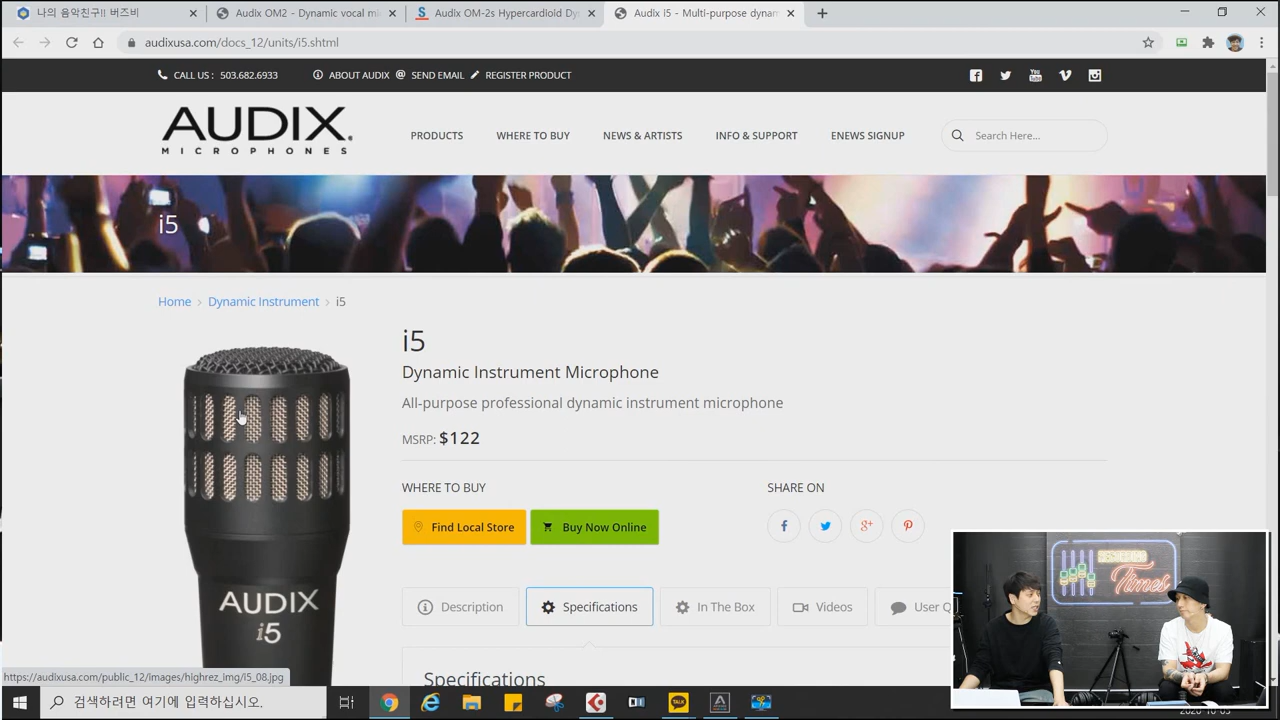 나의 음악친구!! 버즈비
Audix OM2 - Dynamic vocal mi
Audix OM-2s Hypercardioid Dy
Audix i5 - Multi-purpose dynam
audixusa.com/docs_12/units/i5.shtml
CALL US : 503.682.6933
ABOUT AUDIX
SEND EMAIL
REGISTER PRODUCT
AUDIX
MICROPHONES
PRODUCTS
WHERE TO BUY
NEWS & ARTISTS
INFO & SUPPORT
ENEWS SIGNUP
Search Here...
i5
Home > Dynamic Instrument > i5
i5
Dynamic Instrument Microphone
All-purpose professional dynamic instrument microphone
MSRP: $122
WHERE TO BUY
SHARE ON
Find Local Store
Buy Now Online
Description
Specifications
In The Box
Videos
User Q
Specifications
AUDIX
i5
Times
https://audixusa.com/public_12/images/highrez_img/I5_08.jpg
검색하려면 여기에 입력하십시오.
TALK